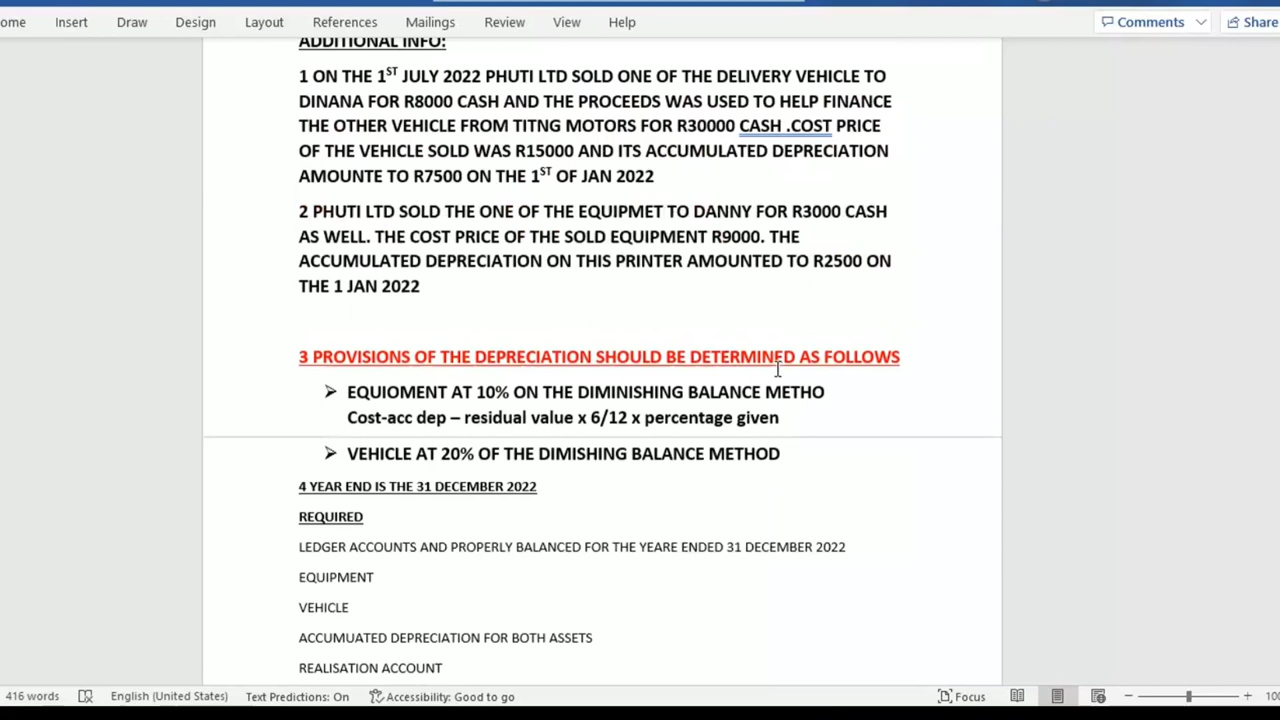 ome Insert Draw Design Layout References Mailings Review View Help Comments Share
ADDITIONAL INFO:
1 ON THE 1ST JULY 2022 PHUTI LTD SOLD ONE OF THE DELIVERY VEHICLE TO
DINANA FOR R8000 CASH AND THE PROCEEDS WAS USED TO HELP FINANCE
THE OTHER VEHICLE FROM TITNG MOTORS FOR R30000 CASH .COST PRICE
OF THE VEHICLE SOLD WAS R15000 AND ITS ACCUMULATED DEPRECIATION
AMOUNTE TO R7500 ON THE 1ST OF JAN 2022
2 PHUTI LTD SOLD THE ONE OF THE EQUIPMET TO DANNY FOR R3000 CASH
AS WELL. THE COST PRICE OF THE SOLD EQUIPMENT R9000. THE
ACCUMULATED DEPRECIATION ON THIS PRINTER AMOUNTED TO R2500 ON
THE 1 JAN 2022
3 PROVISIONS OF THE DEPRECIATION SHOULD BE DETERMINED AS FOLLOWS
➢ EQUIOMENT AT 10% ON THE DIMINISHING BALANCE METHO
Cost-acc dep – residual value x 6/12 x percentage given
➢ VEHICLE AT 20% OF THE DIMISHING BALANCE METHOD
4 YEAR END IS THE 31 DECEMBER 2022
REQUIRED
LEDGER ACCOUNTS AND PROPERLY BALANCED FOR THE YEARE ENDED 31 DECEMBER 2022
EQUIPMENT
VEHICLE
ACCUMUATED DEPRECIATION FOR BOTH ASSETS
REALISATION ACCOUNT
416 words English (United States) Text Predictions: On Accessibility: Good to go Focus 100